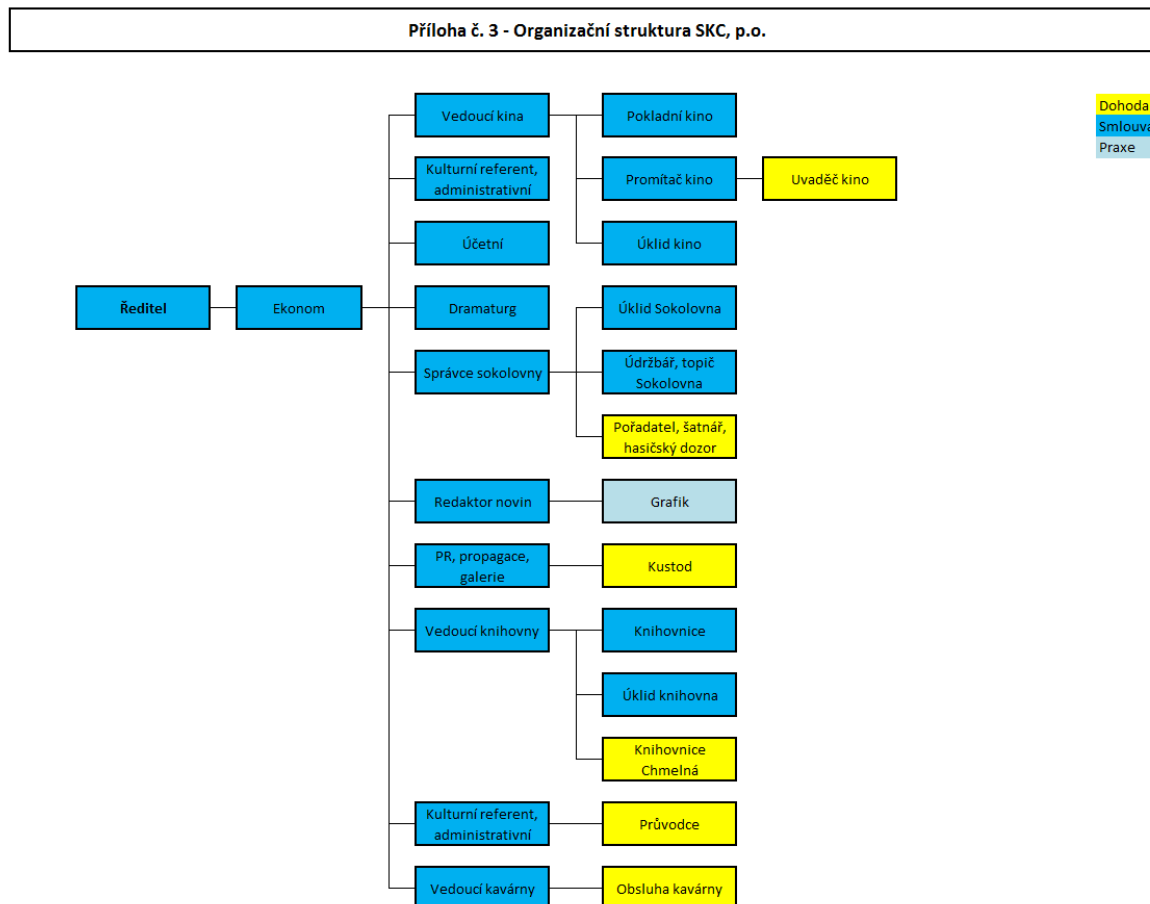 Příloha č. 3 - Organizační struktura SKC, p.o.
Dohoda
Smlouva
Praxe
Vedoucí kina
Pokladní kino
Kulturní referent,
administrativní
Promítač kino
Uvaděč kino
Účetní
Úklid kino
Ředitel
Ekonom
Dramaturg
Úklid Sokolovna
Správce sokolovny
Údržbář, topič
Sokolovna
Pořadatel, šatnář,
hasičský dozor
Redaktor novin
Grafik
PR, propagace,
galerie
Kustod
Vedoucí knihovny
Knihovnice
Úklid knihovna
Knihovnice
Chmelná
Kulturní referent,
administrativní
Průvodce
Vedoucí kavárny
Obsluha kavárny